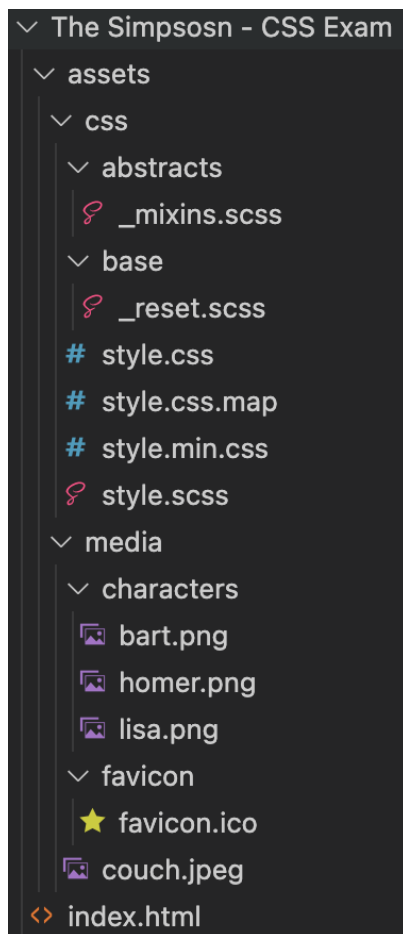 The Simpsosn - CSS Exam
assets
css
abstracts
_mixins.scss
base
_reset.scss
# style.css
# style.css.map
# style.min.css
style.scss
media
characters
bart.png
homer.png
lisa.png
favicon
favicon.ico
couch.jpeg
<> index.html